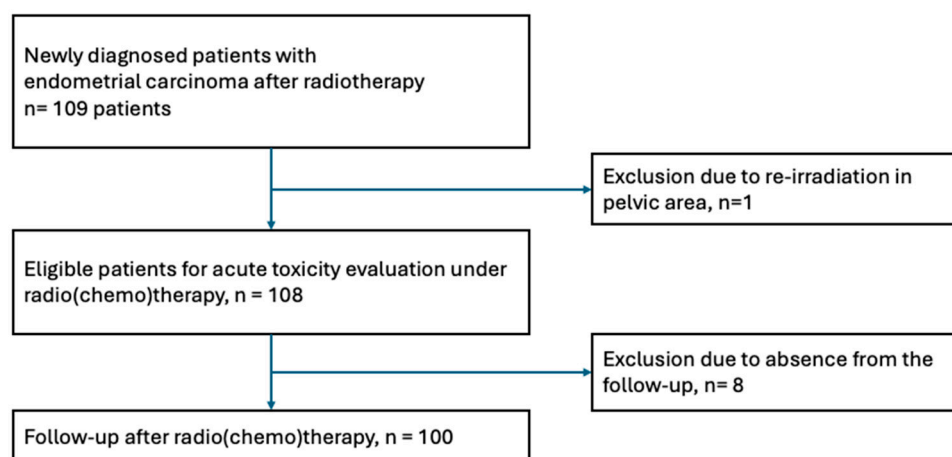 Newly diagnosed patients with
endometrial carcinoma after radiotherapy
n= 109 patients
Exclusion due to re-irradiation in
pelvic area, n=1
Eligible patients for acute toxicity evaluation under
radio(chemo)therapy, n = 108
Exclusion due to absence from the
follow-up, n= 8
Follow-up after radio(chemo)therapy, n = 100